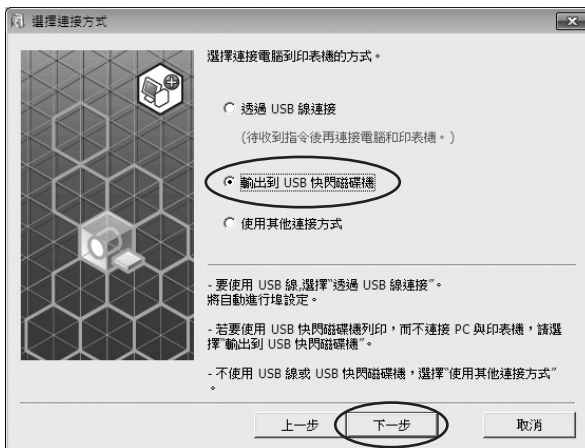 選擇連接方式
選擇連接電腦到印表機的方式。
透過 USB 線連接
(待收到指令後再連接電腦和印表機。)
輸出到 USB 快閃磁碟機
使用其他連接方式
- 要使用 USB 線,選擇"透過 USB 線連接"。
將自動進行埠設定。
- 若要使用 USB 快閃磁碟機列印，而不連接 PC 與印表機，請選
擇"輸出到 USB 快閃磁碟機"。
- 不使用 USB 線或 USB 快閃磁碟機，選擇"使用其他連接方式"
。
上一步 下一步 取消